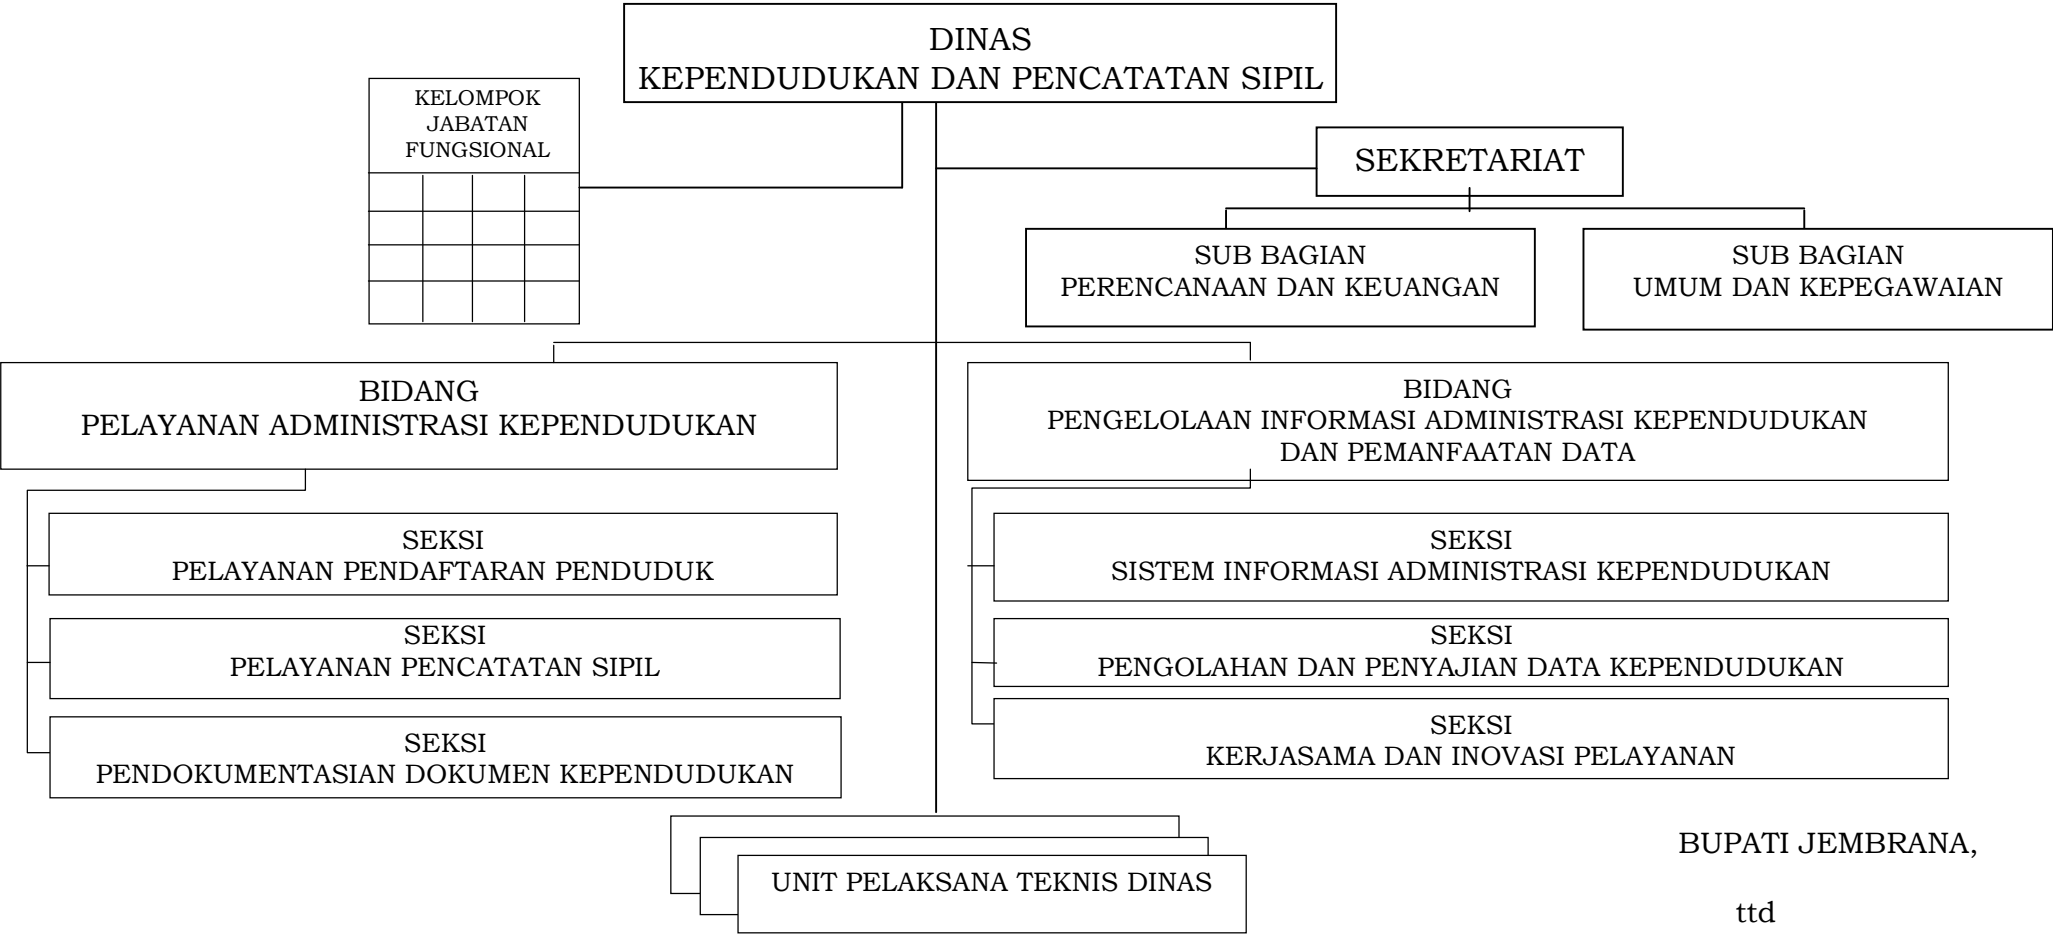 DINAS
KEPENDUDUKAN DAN PENCATATAN SIPIL
KELOMPOK
JABATAN
FUNGSIONAL
SEKRETARIAT
SUB BAGIAN
PERENCANAAN DAN KEUANGAN
SUB BAGIAN
UMUM DAN KEPEGAWAIAN
BIDANG
PELAYANAN ADMINISTRASI KEPENDUDUKAN
BIDANG
PENGELOLAAN INFORMASI ADMINISTRASI KEPENDUDUKAN
DAN PEMANFAATAN DATA
SEKSI
PELAYANAN PENDAFTARAN PENDUDUK
SEKSI
PELAYANAN PENCATATAN SIPIL
SEKSI
PENDOKUMENTASIAN DOKUMEN KEPENDUDUKAN
SEKSI
SISTEM INFORMASI ADMINISTRASI KEPENDUDUKAN
SEKSI
PENGOLAHAN DAN PENYAJIAN DATA KEPENDUDUKAN
SEKSI
KERJASAMA DAN INOVASI PELAYANAN
UNIT PELAKSANA TEKNIS DINAS
BUPATI JEMBRANA,
ttd